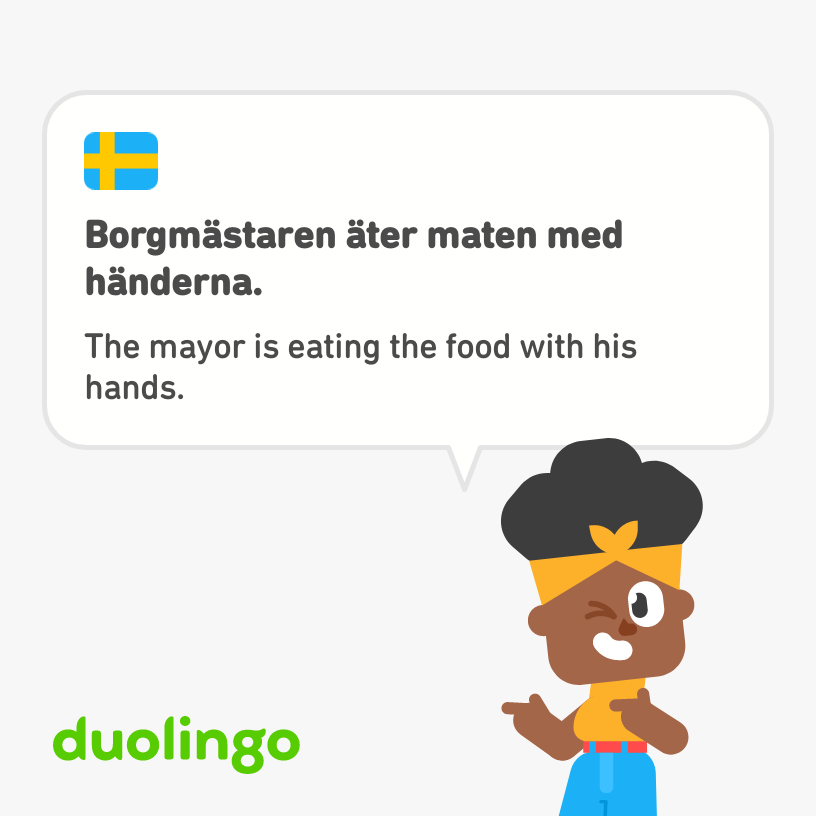 Borgmästaren äter maten med
händerna.
The mayor is eating the food with his
hands.
duolingo